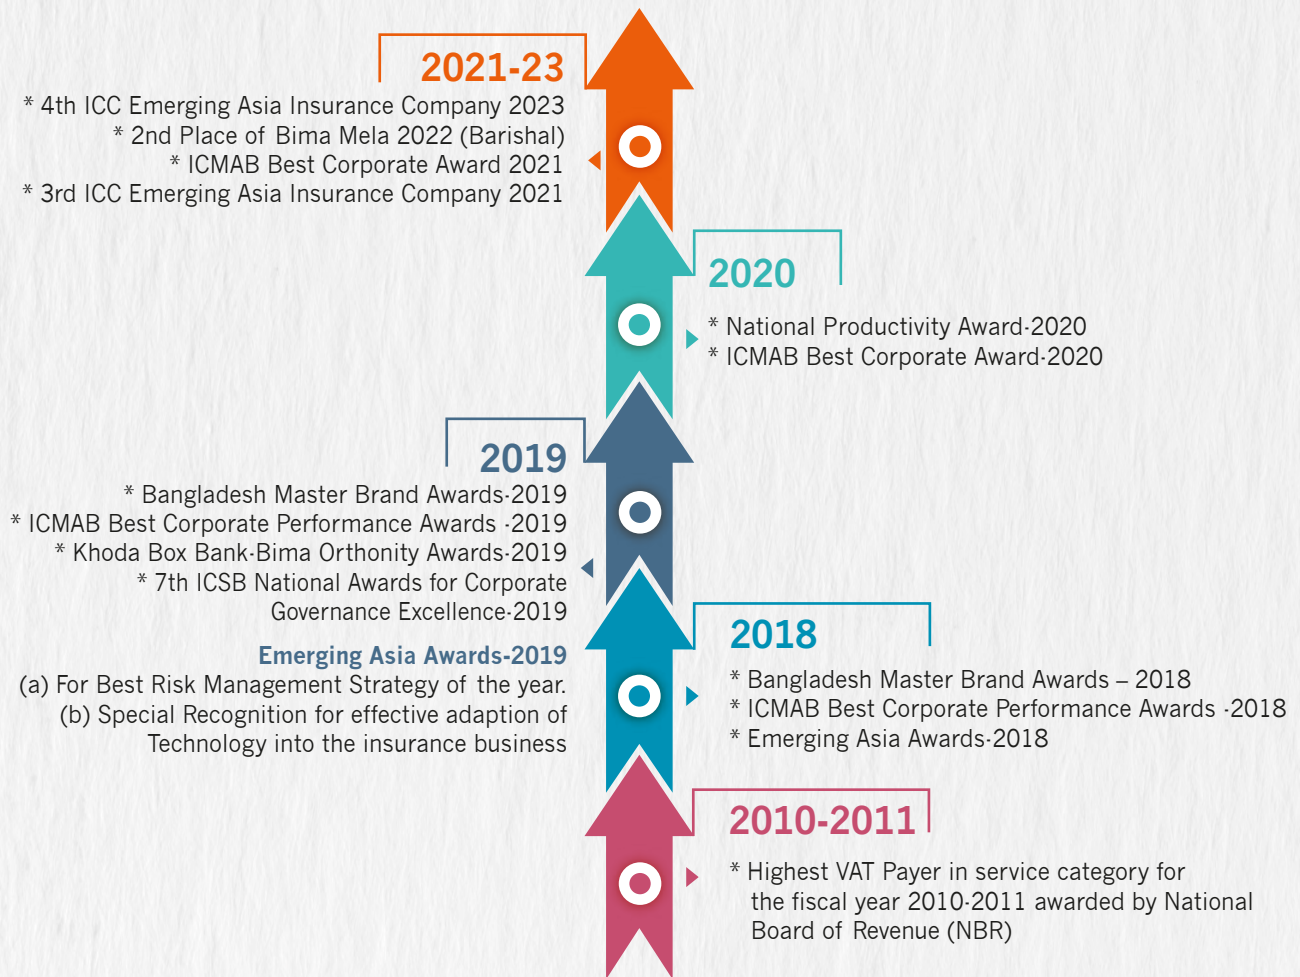 2021-23
* 4th ICC Emerging Asia Insurance Company 2023
* 2nd Place of Bima Mela 2022 (Barishal)
* ICMAB Best Corporate Award 2021
* 3rd ICC Emerging Asia Insurance Company 2021
2020
* National Productivity Award-2020
* ICMAB Best Corporate Award-2020
2019
* Bangladesh Master Brand Awards-2019
* ICMAB Best Corporate Performance Awards -2019
* Khoda Box Bank-Bima Orthonity Awards-2019
* 7th ICSB National Awards for Corporate
Governance Excellence-2019
Emerging Asia Awards-2019
(a) For Best Risk Management Strategy of the year.
(b) Special Recognition for effective adaption of
Technology into the insurance business
2018
* Bangladesh Master Brand Awards – 2018
* ICMAB Best Corporate Performance Awards -2018
* Emerging Asia Awards-2018
2010-2011
* Highest VAT Payer in service category for
the fiscal year 2010-2011 awarded by National
Board of Revenue (NBR)